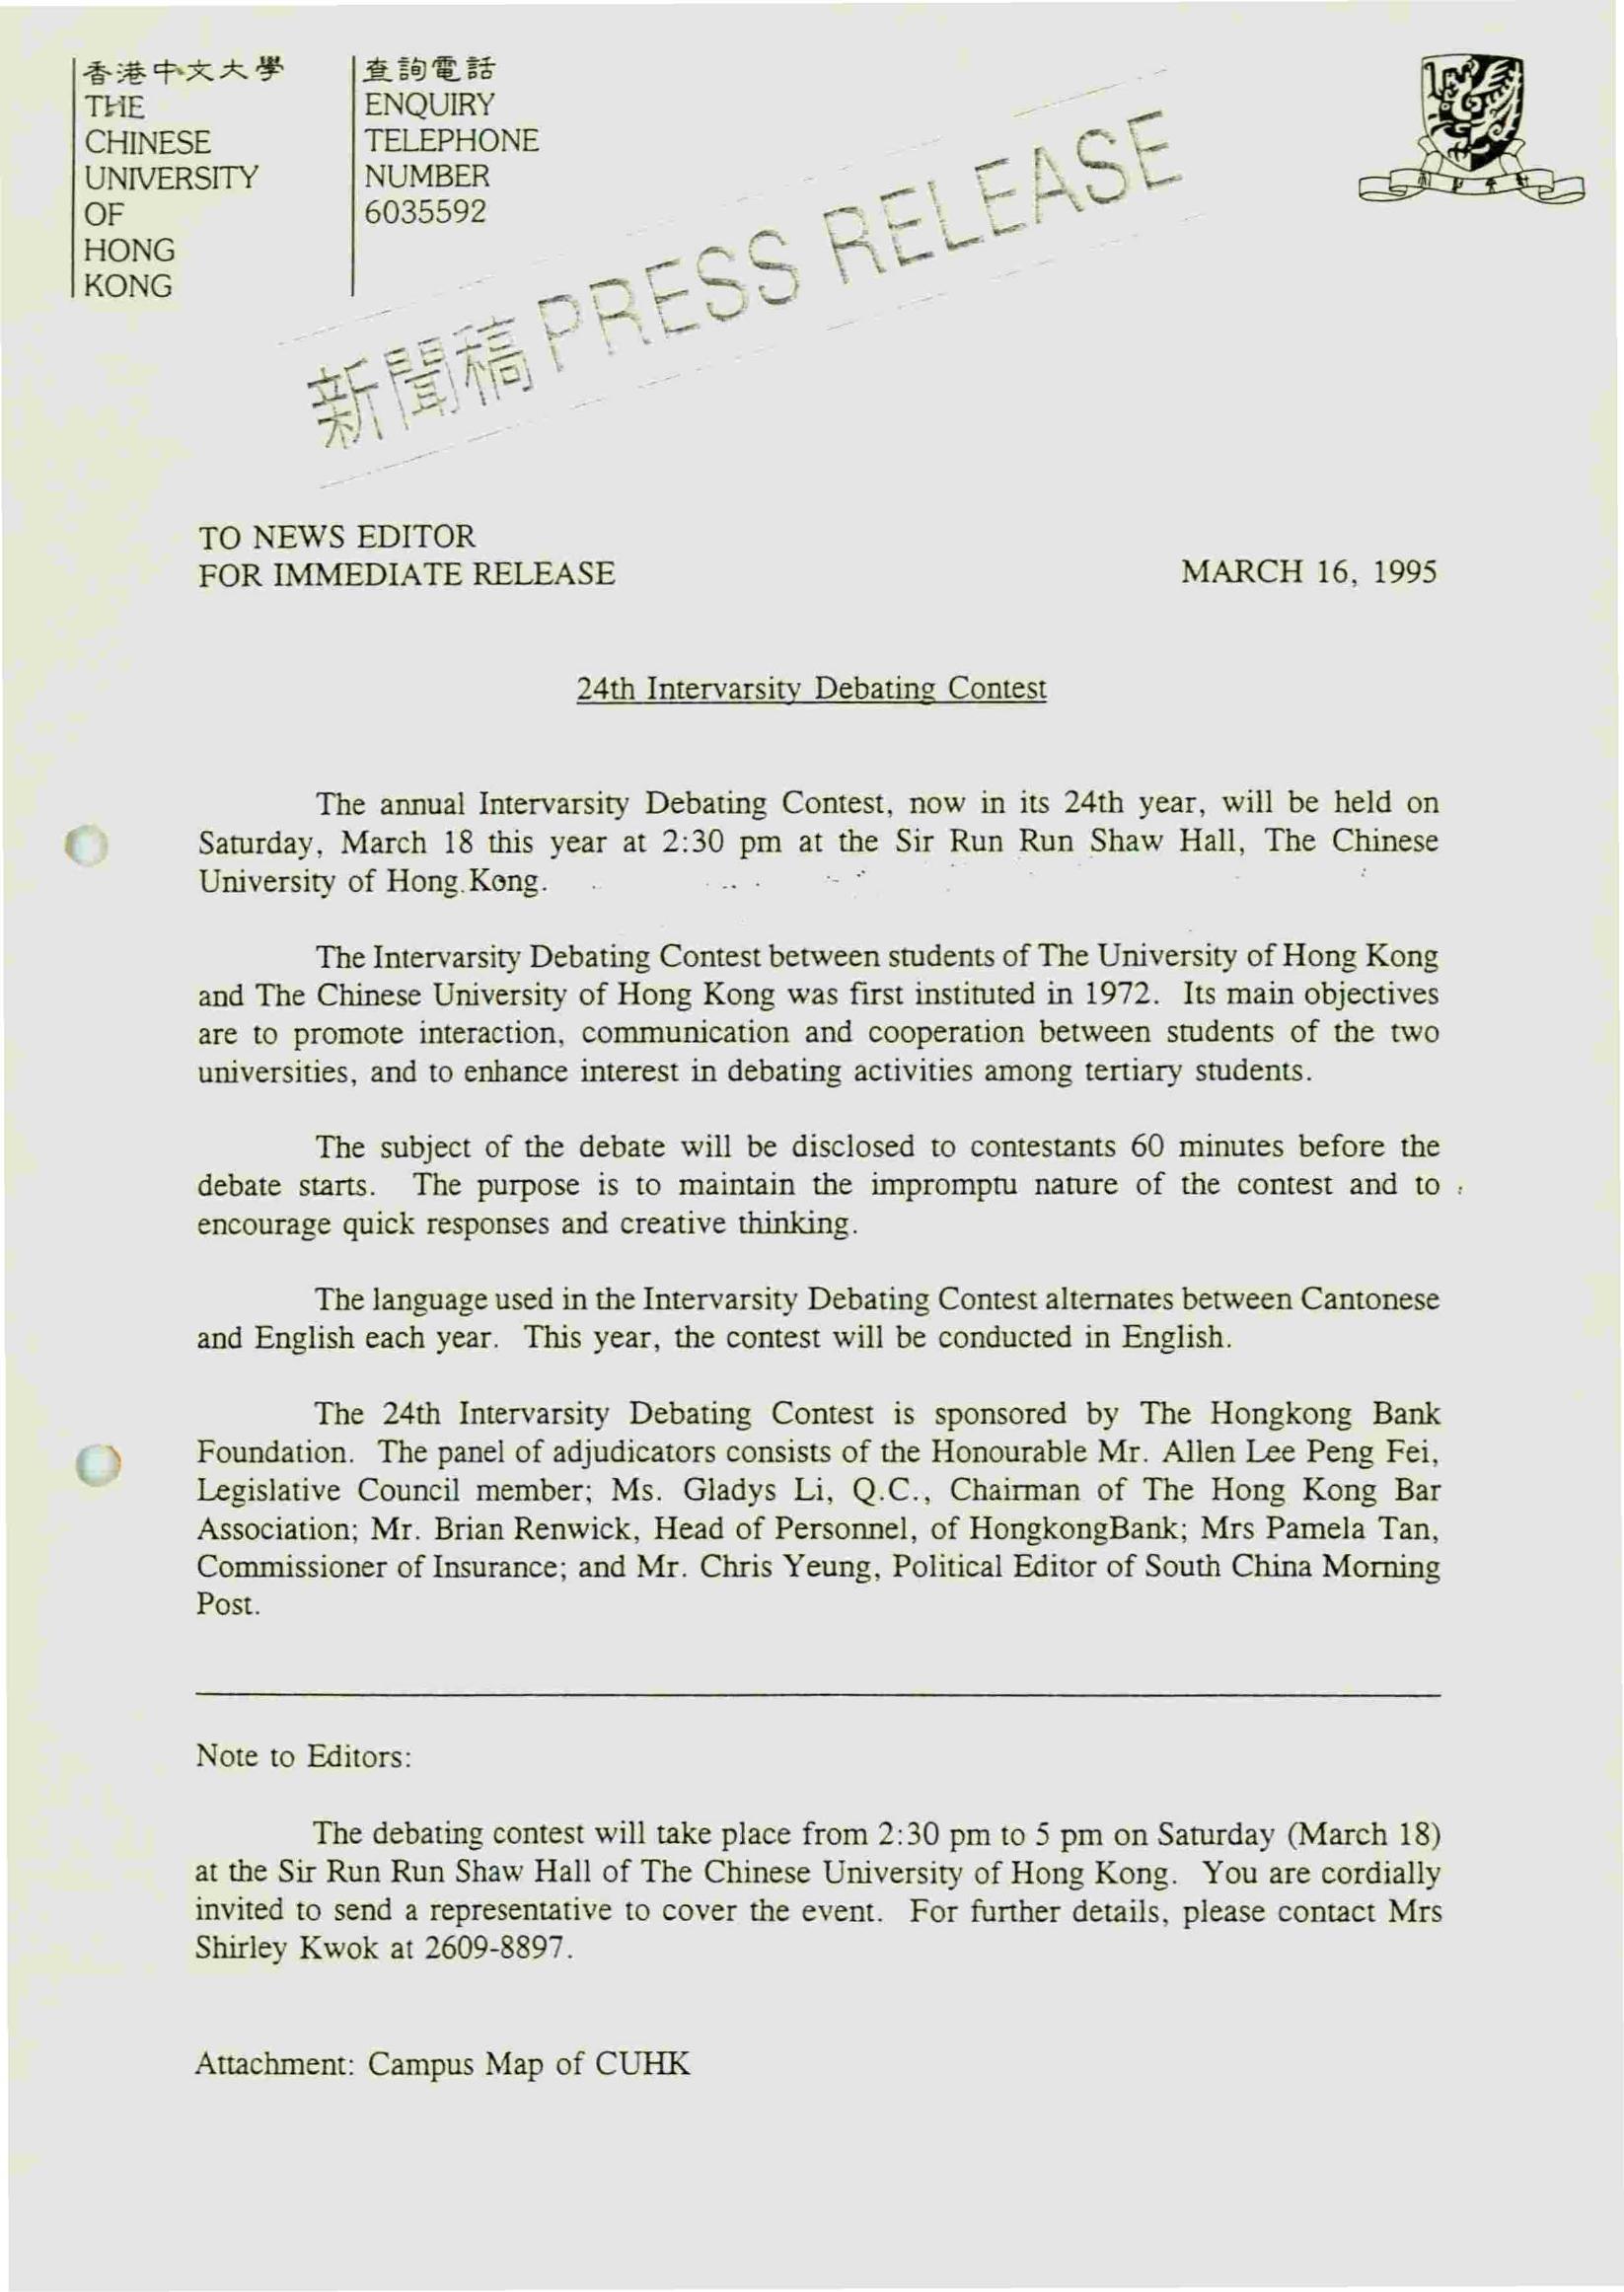 香港中文大學
THE
CHINESE
UNIVERSITY
OF
HONG
KONG
查詢電話
ENQUIRY
TELEPHONE
NUMBER
6035592
新聞稿 PRESS RELEASE
TO NEWS EDITOR
FOR IMMEDIATE RELEASE
MARCH 16, 1995
24th Intervarsity Debating Contest
The annual Intervarsity Debating Contest, now in its 24th year, will be held on
Saturday, March 18 this year at 2:30 pm at the Sir Run Run Shaw Hall, The Chinese
University of Hong Kong.
The Intervarsity Debating Contest between students of The University of Hong Kong
and The Chinese University of Hong Kong was first instituted in 1972. Its main objectives
are to promote interaction, communication and cooperation between students of the two
universities, and to enhance interest in debating activities among tertiary students.
The subject of the debate will be disclosed to contestants 60 minutes before the
debate starts. The purpose is to maintain the impromptu nature of the contest and to
encourage quick responses and creative thinking.
The language used in the Intervarsity Debating Contest alternates between Cantonese
and English each year. This year, the contest will be conducted in English.
The 24th Intervarsity Debating Contest is sponsored by The Hongkong Bank
Foundation. The panel of adjudicators consists of the Honourable Mr. Allen Lee Peng Fei,
Legislative Council member; Ms. Gladys Li, Q.C., Chairman of The Hong Kong Bar
Association; Mr. Brian Renwick, Head of Personnel, of HongkongBank; Mrs Pamela Tan,
Commissioner of Insurance; and Mr. Chris Yeung, Political Editor of South China Morning
Post.
Note to Editors:
The debating contest will take place from 2:30 pm to 5 pm on Saturday (March 18)
at the Sir Run Run Shaw Hall of The Chinese University of Hong Kong. You are cordially
invited to send a representative to cover the event. For further details, please contact Mrs
Shirley Kwok at 2609-8897.
Attachment: Campus Map of CUHK